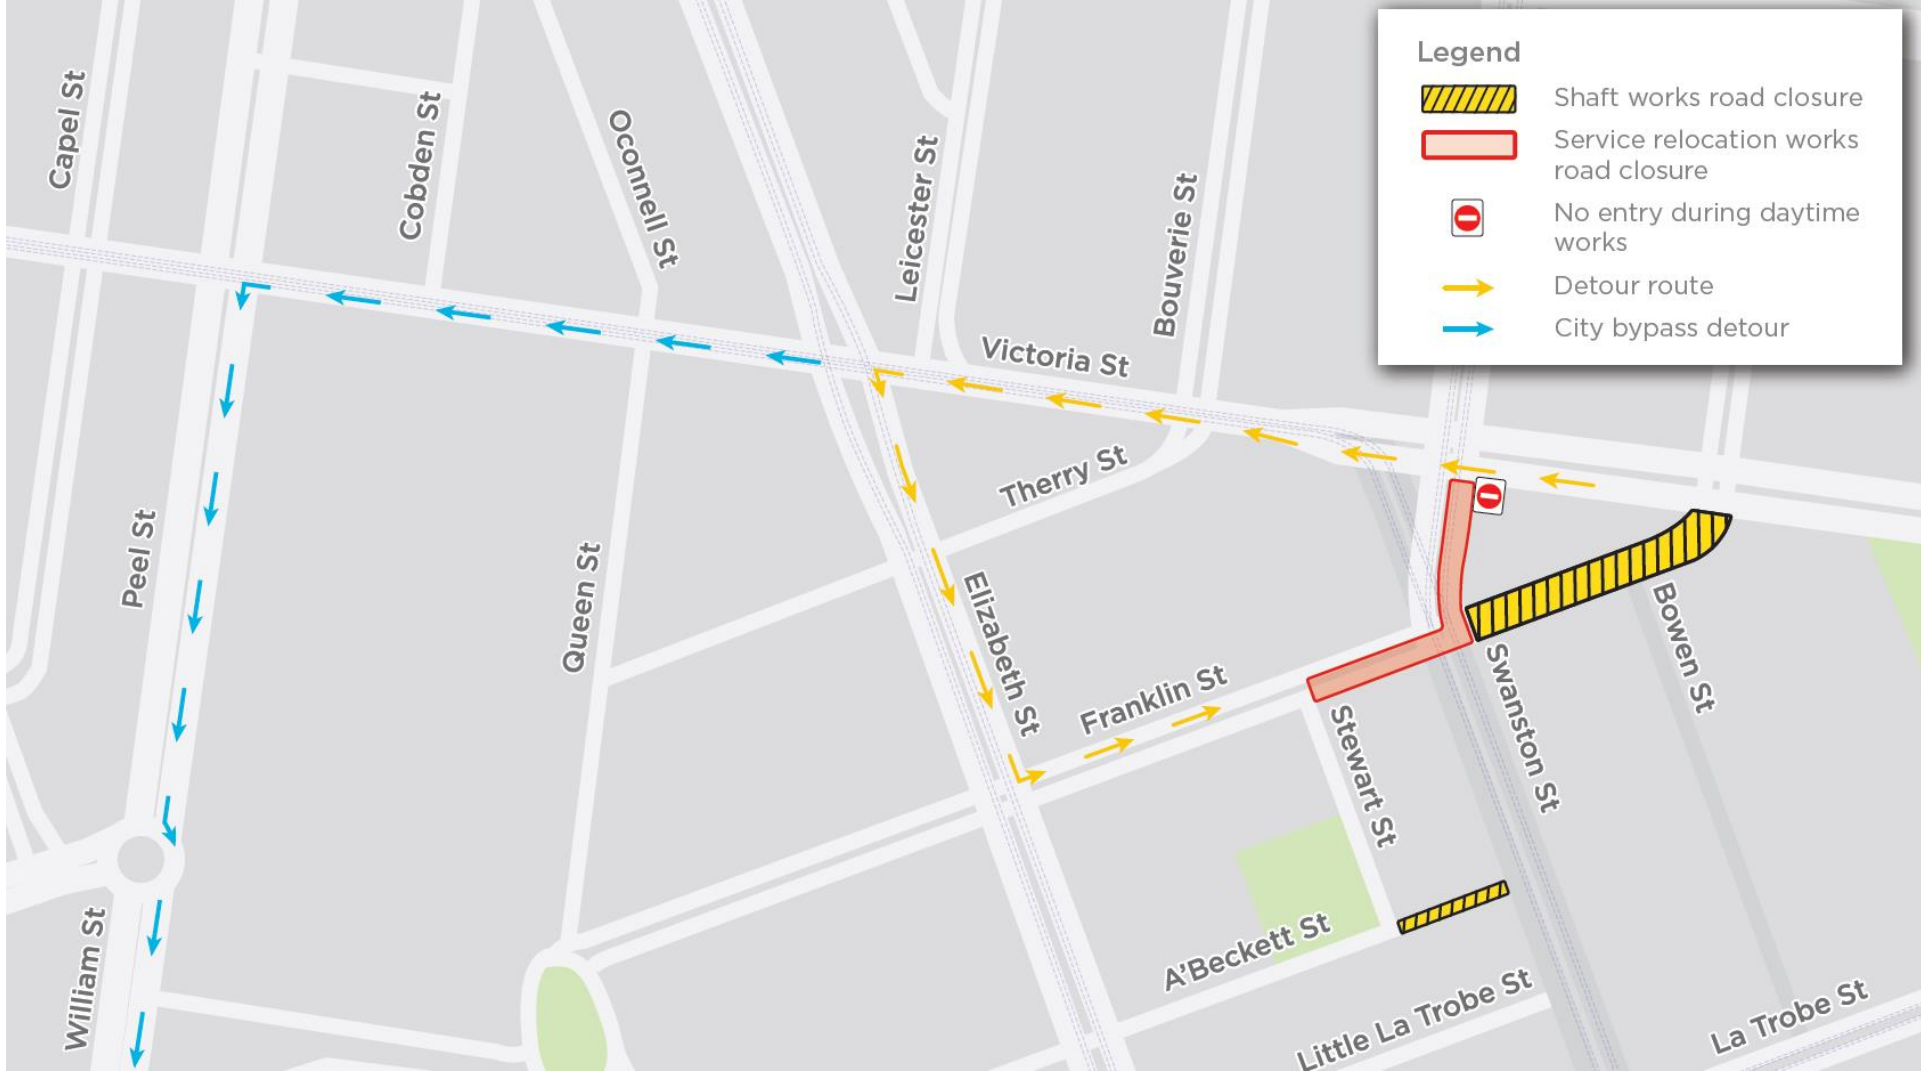 Legend
Shaft works road closure
Service relocation works
road closure
No entry during daytime
works
Detour route
City bypass detour
Capel St
Cobden St
Oconnell St
Leicester St
Bouverie St
Victoria St
Therry St
Peel St
Queen St
Elizabeth St
Franklin St
Bowen St
Swanston St
Stewart St
A'Beckett St
William St
Little La Trobe St
La Trobe St